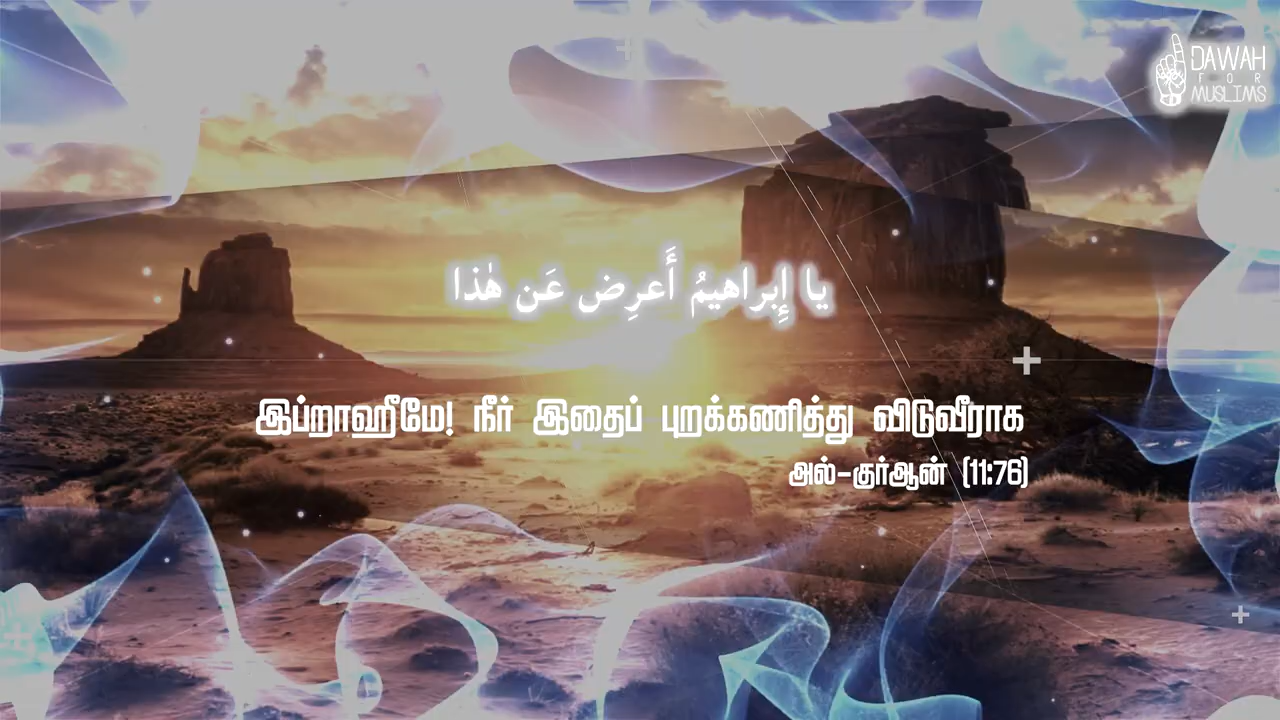 DAWAH
FOR
MUSLIMS
يا إِبراهيمُ أَعرِض عَن هٰذا
இப்ராஹீமே! நீர் இதைப் புறக்கணித்து விடுவீராக
அல்-குர்ஆன் (11:76)